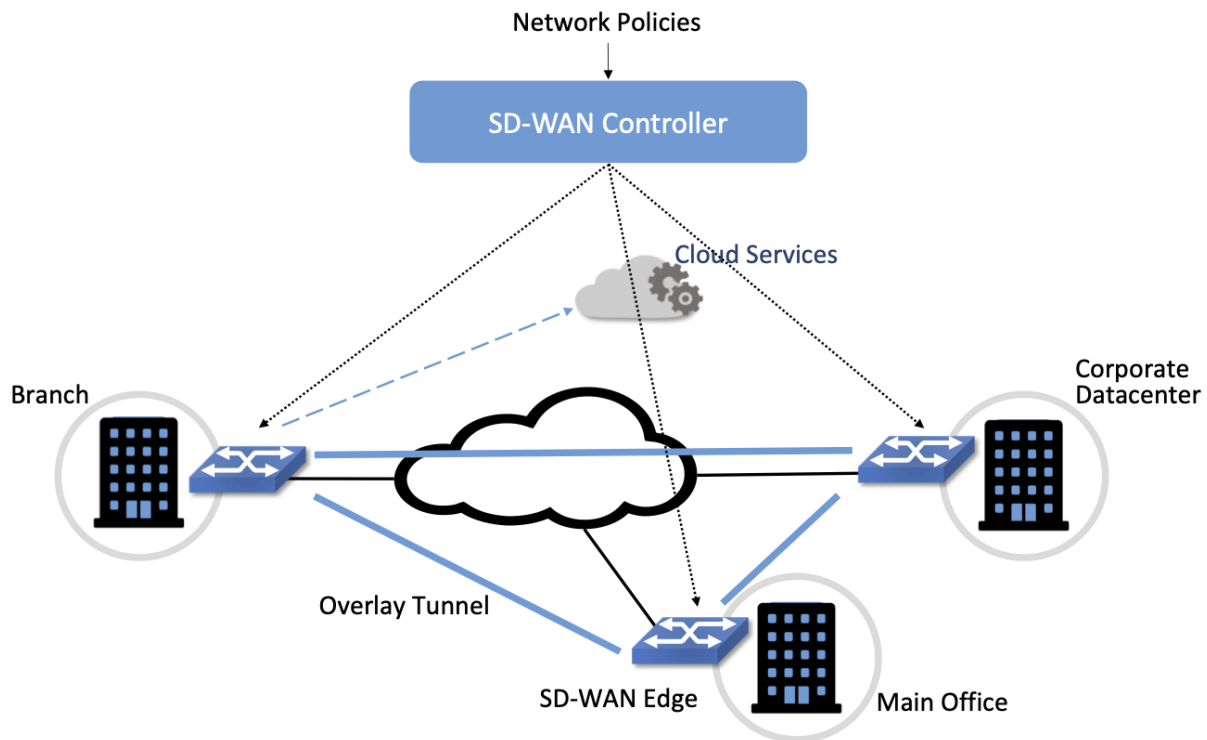 Network Policies
SD-WAN Controller
Cloud Services
Branch
Corporate
Datacenter
Overlay Tunnel
SD-WAN Edge
Main Office